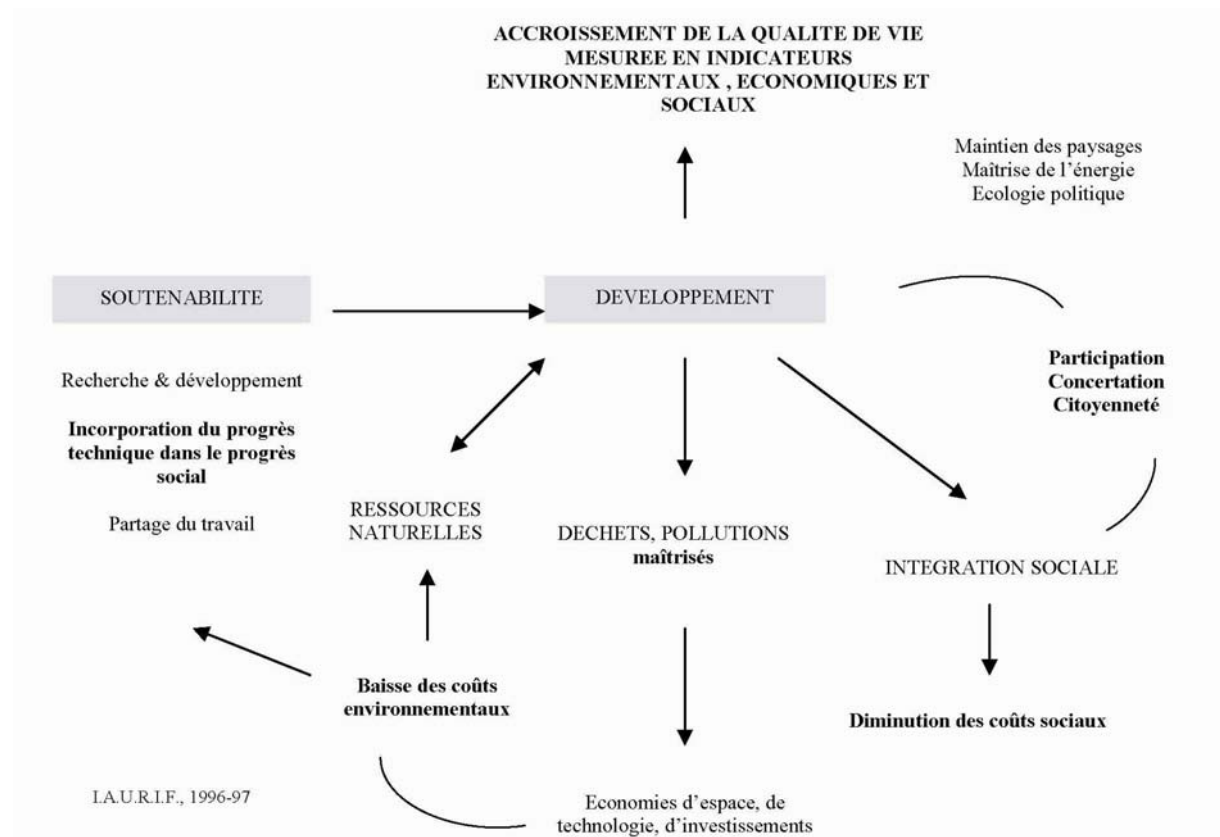 ACCROISSEMENT DE LA QUALITE DE VIE
MESUREE EN INDICATEURS
ENVIRONNEMENTAUX , ECONOMIQUES ET
SOCIAUX
Maintien des paysages
Maîtrise de l'énergie
Ecologie politique
SOUTENABILITE
DEVELOPPEMENT
Participation
Concertation
Citoyenneté
Recherche & développement
Incorporation du progrès
technique dans le progrès
social
Partage du travail
RESSOURCES
NATURELLES
DECHETS, POLLUTIONS
maîtrisés
INTEGRATION SOCIALE
Baisse des coûts
environnementaux
Diminution des coûts sociaux
I.A.U.R.I.F., 1996-97
Economies d'espace, de
technologie, d'investissements